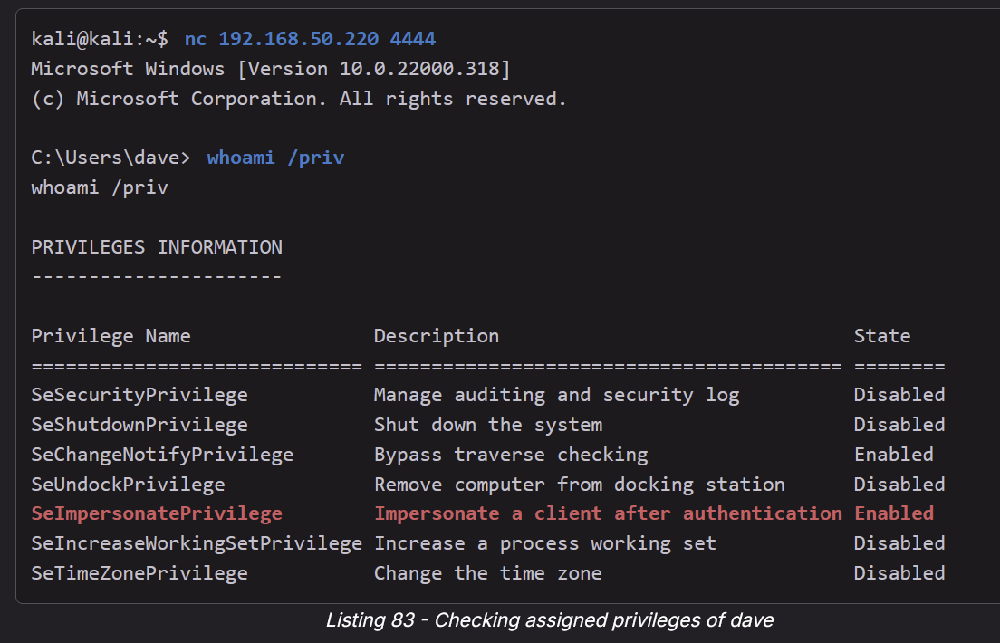 kali@kali:~$ nc 192.168.50.220 4444
Microsoft Windows [Version 10.0.22000.318]
(c) Microsoft Corporation. All rights reserved.
C:\Users\dave> whoami /priv
whoami /priv
PRIVILEGES INFORMATION
----------------------
Privilege Name                Description                               State
============================= ========================================= ========
SeSecurityPrivilege           Manage auditing and security log          Disabled
SeShutdownPrivilege           Shut down the system                      Disabled
SeChangeNotifyPrivilege       Bypass traverse checking                  Enabled
SeUndockPrivilege             Remove computer from docking station      Disabled
SeImpersonatePrivilege        Impersonate a client after authentication Enabled
SeIncreaseWorkingSetPrivilege Increase a process working set            Disabled
SeTimeZonePrivilege           Change the time zone                      Disabled
Listing 83 - Checking assigned privileges of dave